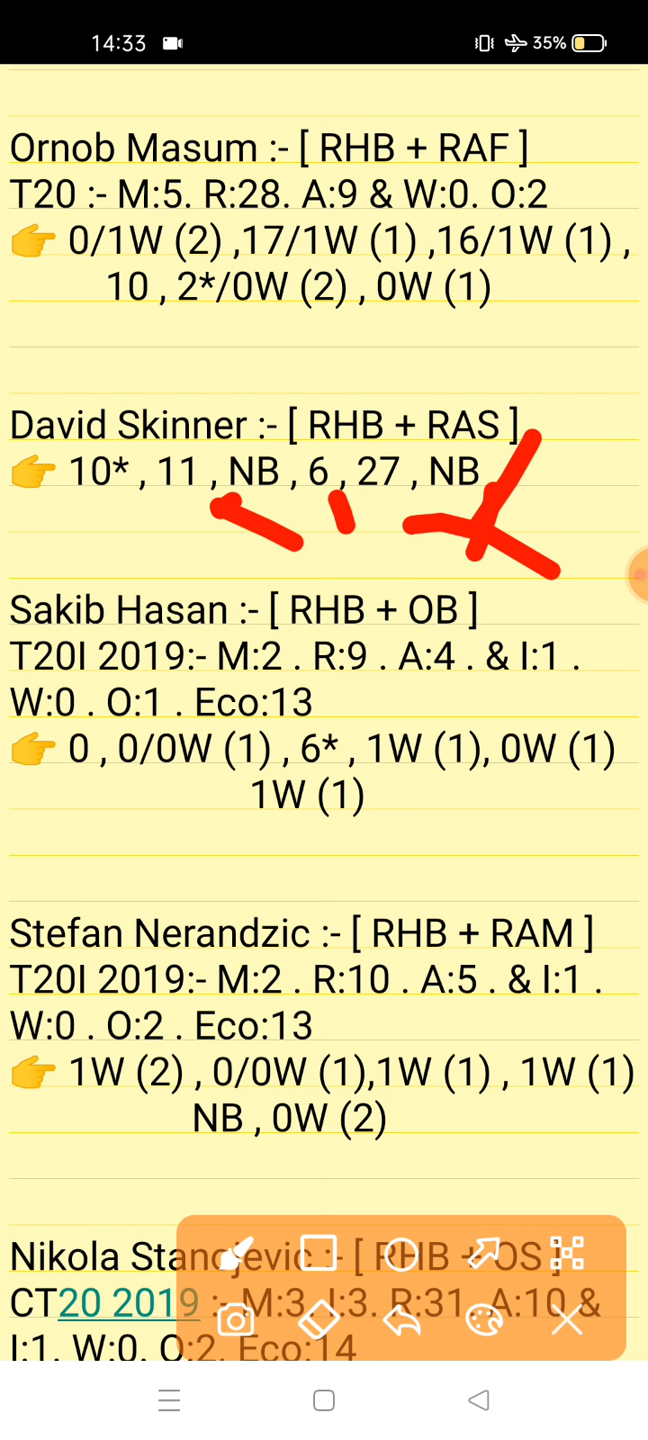 14:33 35%
Ornob Masum :- [ RHB + RAF ]
T20 :- M:5. R:28. A:9 & W:0. O:2
👉 0/1W (2) ,17/1W (1) ,16/1W (1) ,
10 , 2*/0W (2) , 0W (1)
David Skinner :- [ RHB + RAS ]
👉 10* , 11 , NB , 6 , 27 , NB
Sakib Hasan :- [ RHB + OB ]
T20I 2019:- M:2 . R:9 . A:4 . & I:1 .
W:0 . O:1 . Eco:13
👉 0 , 0/0W (1) , 6* , 1W (1), 0W (1)
1W (1)
Stefan Nerandzic :- [ RHB + RAM ]
T20I 2019:- M:2 . R:10 . A:5 . & I:1 .
W:0 . O:2 . Eco:13
👉 1W (2) , 0/0W (1),1W (1) , 1W (1)
NB , 0W (2)
Nikola Stanojevic :- [ RHB + OS ]
CT20 2019 :- M:3. I:3. R:31. A:10 &
I:1. W:0. O:2. Eco:14